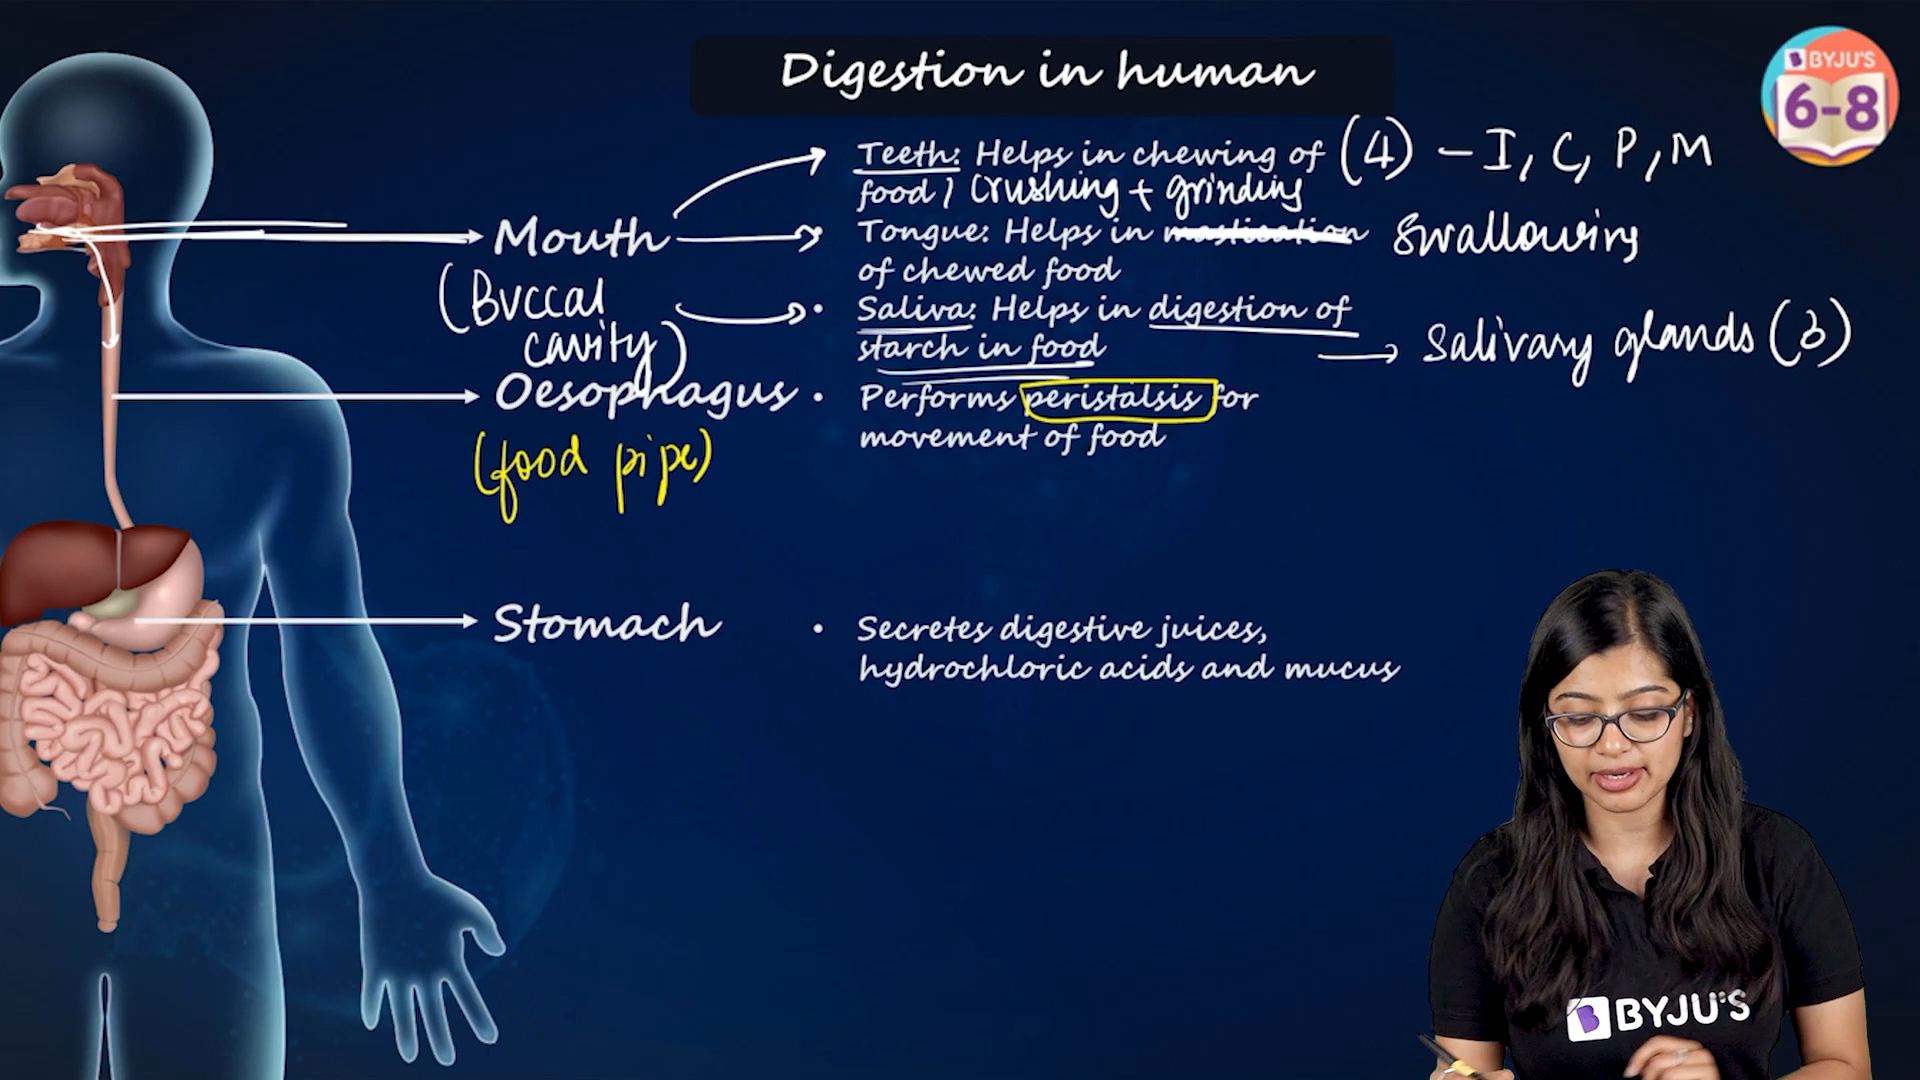 Digestion in human
BYJU'S
6-8
Teeth: Helps in chewing of (4) - I, C, P, M
food / Crushing + grinding
Mouth
Tongue: Helps in mastication Swallowing
of chewed food
(Buccal
cavity)
• Saliva: Helps in digestion of
starch in food → Salivary glands (3)
Oesophagus • Performs peristalsis for
movement of food
(food pipe)
Stomach • Secretes digestive juices,
hydrochloric acids and mucus
BYJU'S